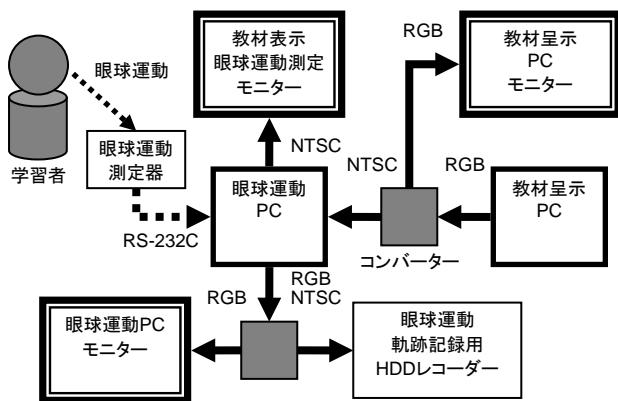 眼球運動
学習者
眼球運動
測定器
RS-232C
教材表示
眼球運動測定
モニター
NTSC
眼球運動
PC
RGB
教材呈示
PC
モニター
NTSC
RGB
コンバーター
教材呈示
PC
RGB
RGB
NTSC
眼球運動PC
モニター
眼球運動
軌跡記録用
HDDレコーダー